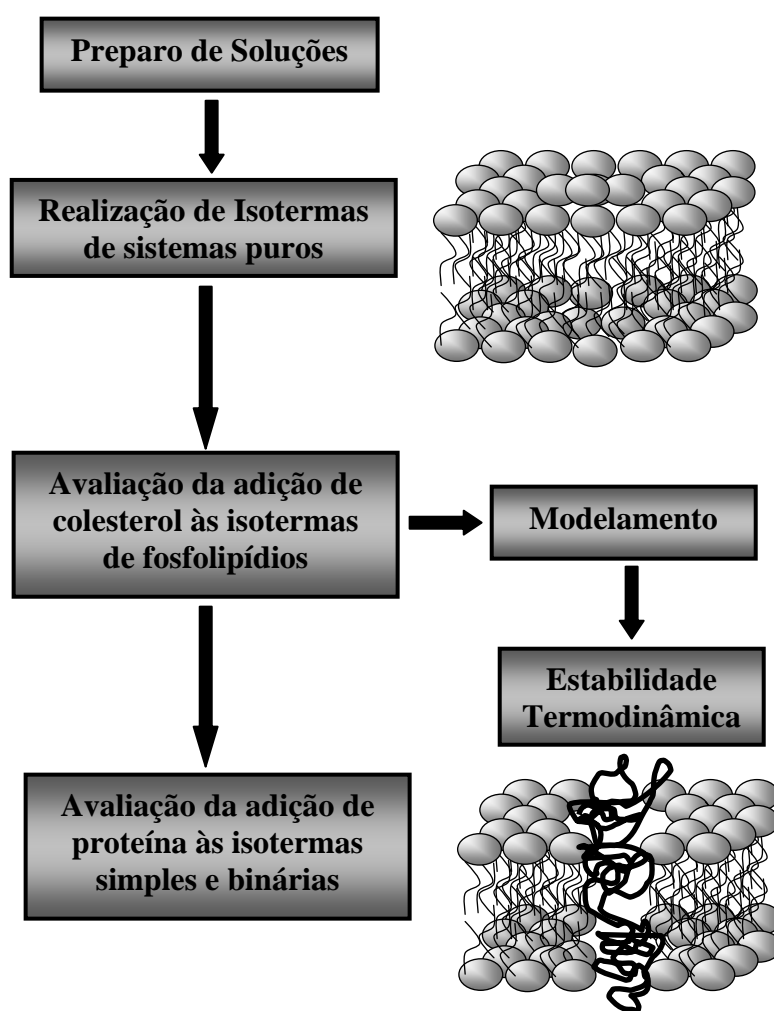 Preparo de Soluções
Realização de Isotermas
de sistemas puros
Avaliação da adição de
colesterol às isotermas
de fosfolipídios
Modelamento
Estabilidade
Termodinâmica
Avaliação da adição de
proteína às isotermas
simples e binárias